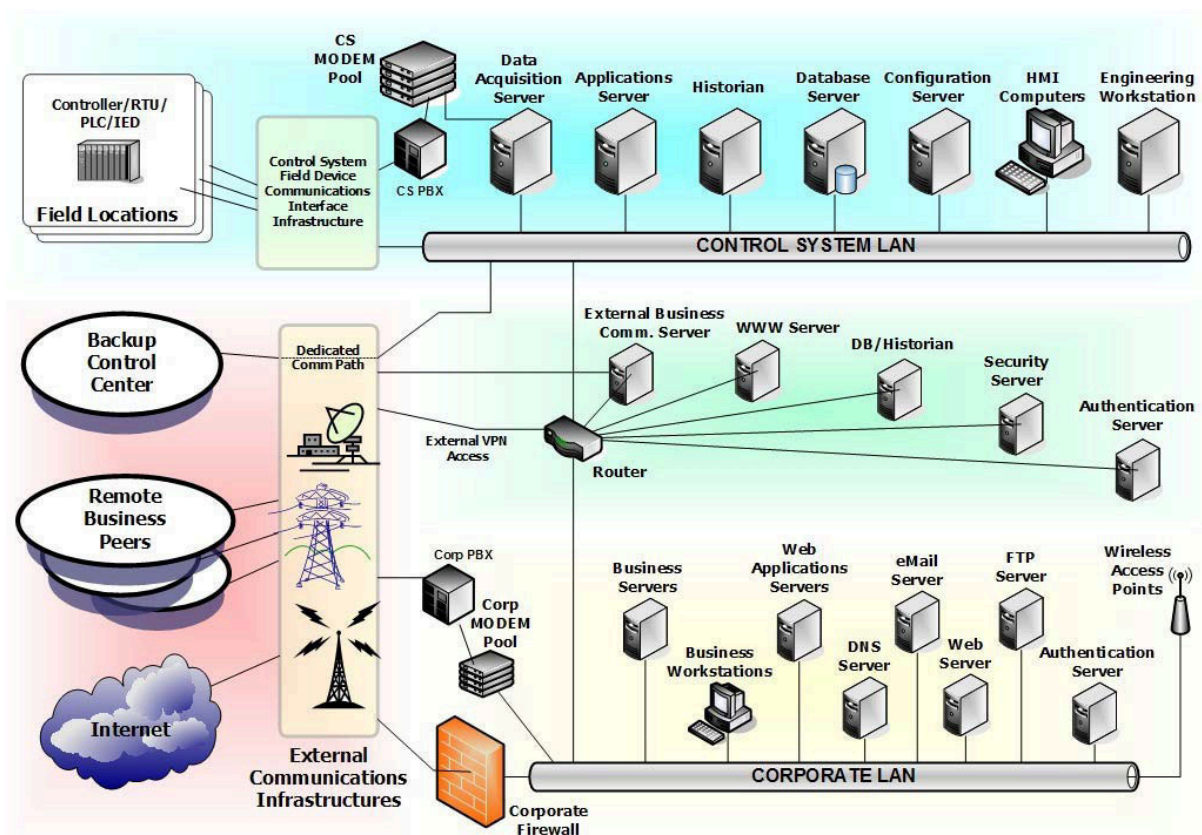 CS
MODEM
Pool
Data
Acquisition
Server
Applications
Server
Historian
Database
Server
Configuration
Server
HMI
Computers
Engineering
Workstation
Controller/RTU/
PLC/IED
Field Locations
Control System
Field Device
Communications
Interface
Infrastructure
CS PBX
CONTROL SYSTEM LAN
Backup
Control
Center
Dedicated
Comm Path
External Business
Comm. Server
WWW Server
DB/Historian
Security
Server
Authentication
Server
External VPN
Access
Router
Remote
Business
Peers
Corp PBX
Corp
MODEM
Pool
Business
Servers
Business
Workstations
Web
Applications
Servers
DNS
Server
eMail
Server
Web
Server
FTP
Server
Authentication
Server
Wireless
Access
Points
Internet
External
Communications
Infrastructures
Corporate
Firewall
CORPORATE LAN